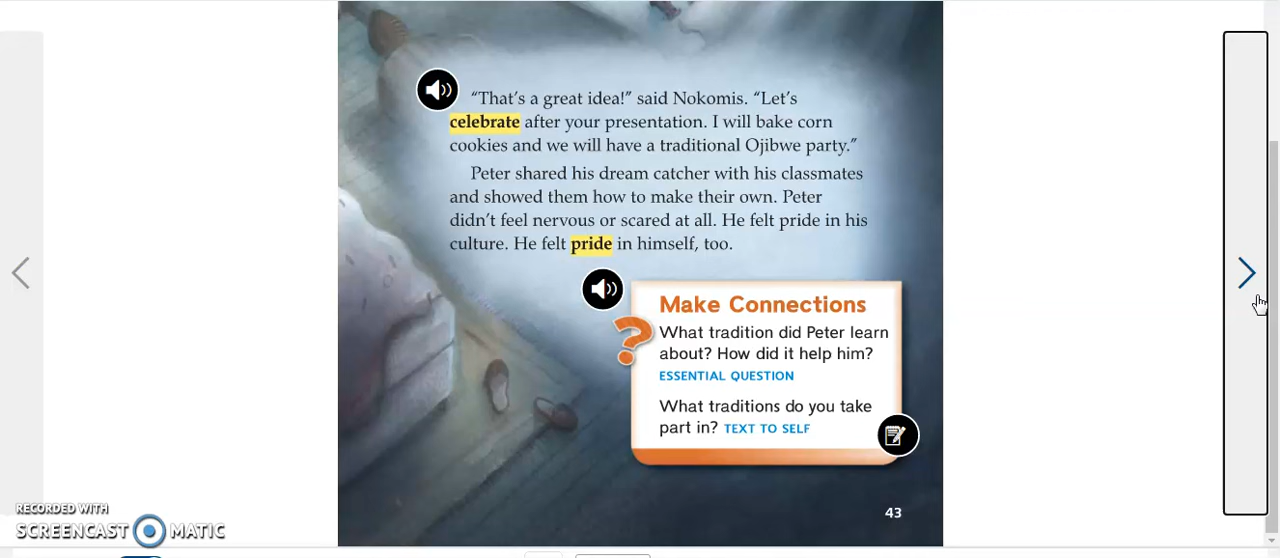 “That’s a great idea!” said Nokomis. “Let’s
celebrate after your presentation. I will bake corn
cookies and we will have a traditional Ojibwe party.”
Peter shared his dream catcher with his classmates
and showed them how to make their own. Peter
didn’t feel nervous or scared at all. He felt pride in his
culture. He felt pride in himself, too.
Make Connections
?
What tradition did Peter learn
about? How did it help him?
ESSENTIAL QUESTION
What traditions do you take
part in? TEXT TO SELF
43
RECORDED WITH
SCREENCAST MATIC